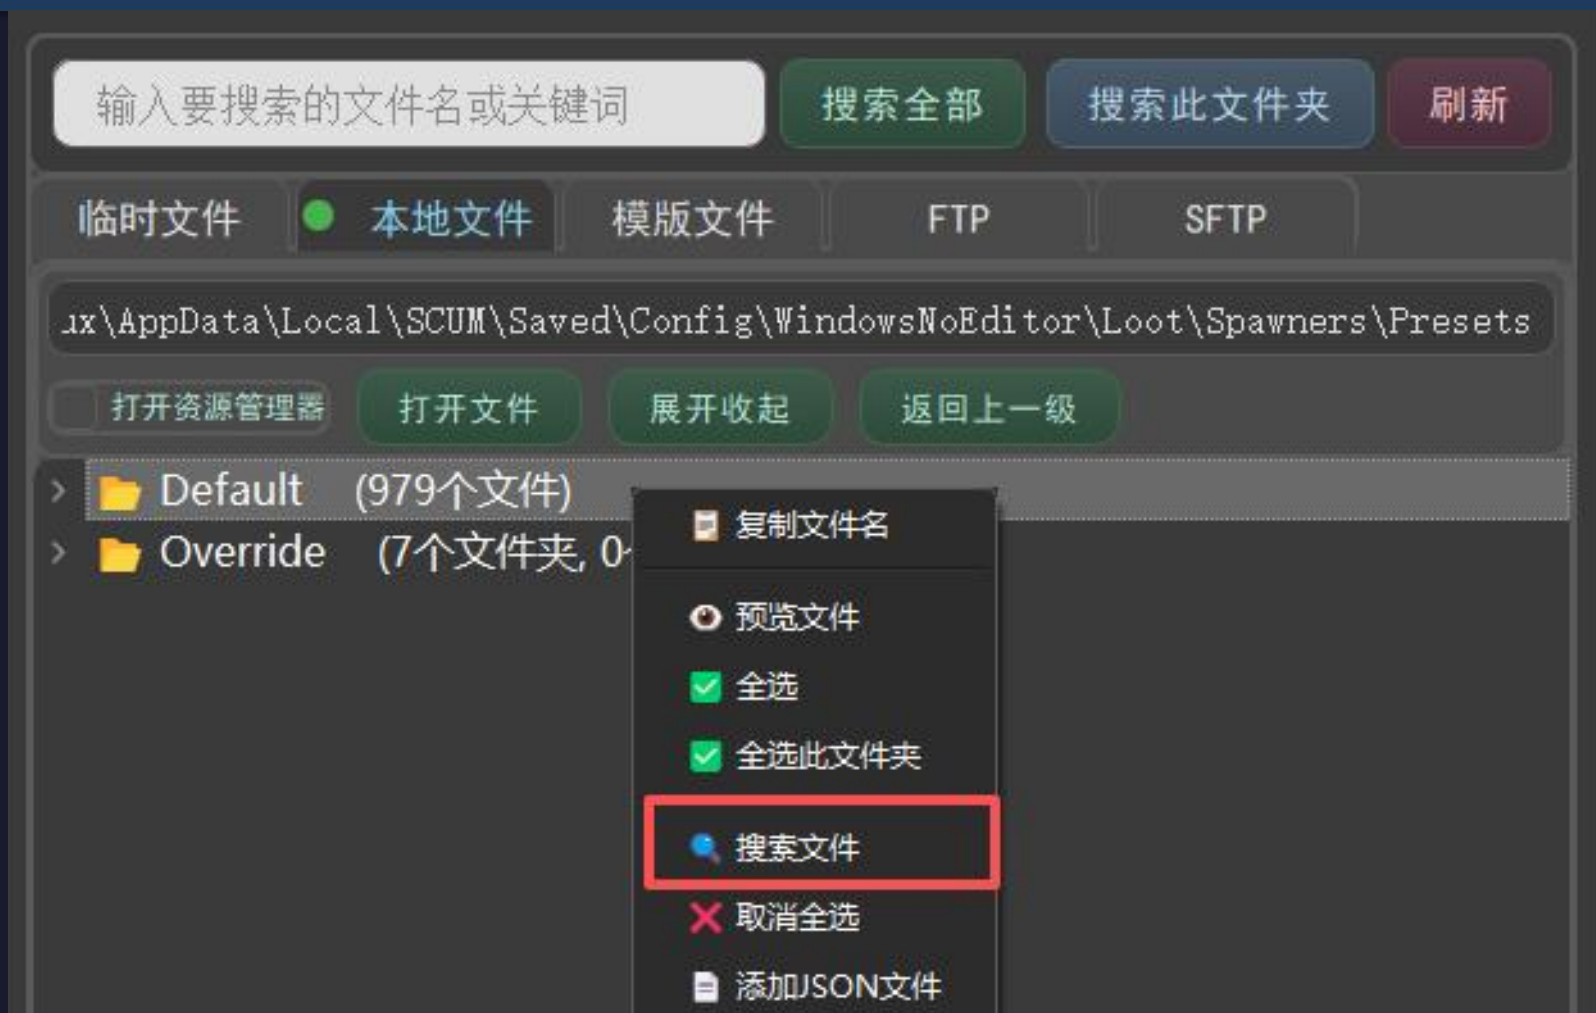 输入要搜索的文件名或关键词 搜索全部 搜索此文件夹 刷新
临时文件 本地文件 模版文件 FTP SFTP
ux\AppData\Local\SCUM\Saved\Config\WindowsNoEditor\Loot\Spawners\Presets
打开资源管理器 打开文件 展开收起 返回上一级
Default (979个文件)
Override (7个文件夹, 0
复制文件名
预览文件
全选
全选此文件夹
搜索文件
取消全选
添加JSON文件